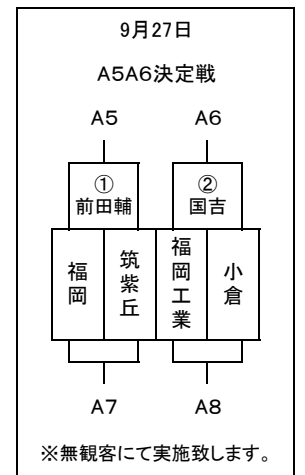 9月27日
A5A6決定戦
A5 A6
① ②
前田輔 国吉
福岡 筑紫丘 福岡工業 小倉
A7 A8
※無観客にて実施致します。